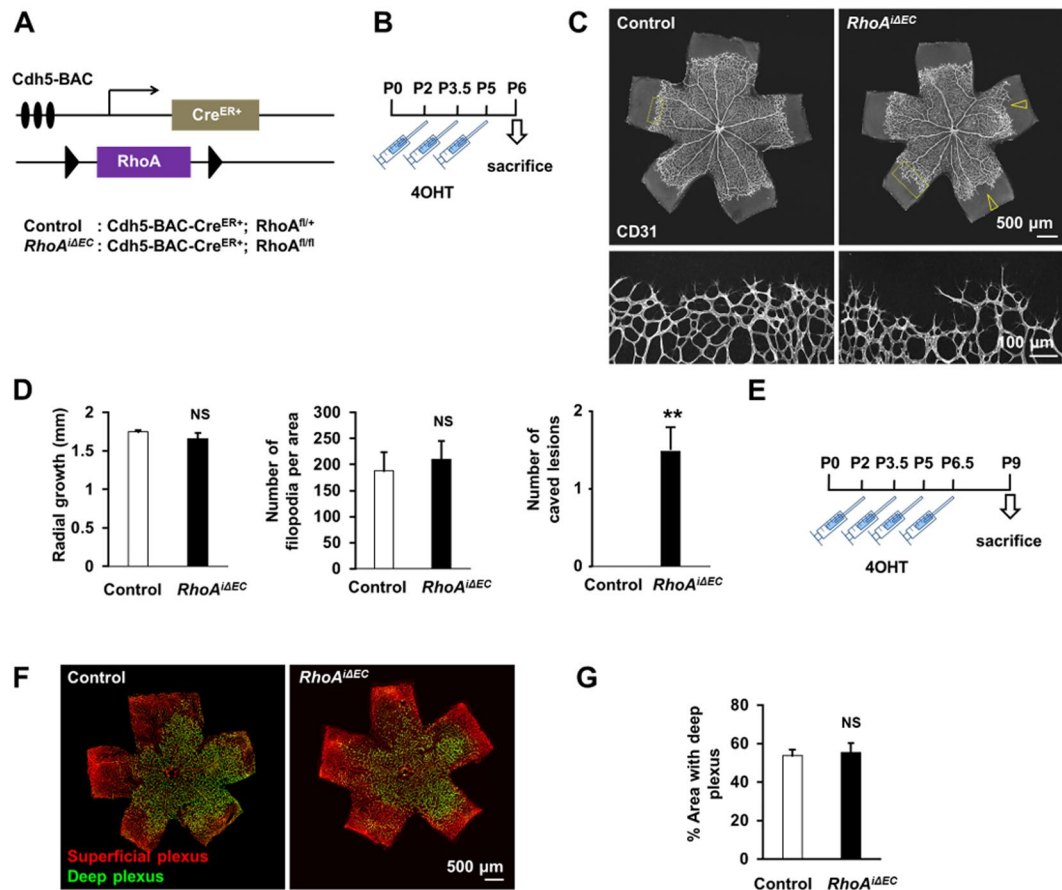 A
Cdh5-BAC
Cre^ER+
RhoA
Control : Cdh5-BAC-Cre^ER+; RhoA^fl/+
RhoA^iΔEC : Cdh5-BAC-Cre^ER+; RhoA^fl/fl
B
P0 P2 P3.5 P5 P6
4OHT
sacrifice
C
Control
RhoA^iΔEC
CD31
500 μm
100 μm
D
Radial growth (mm)
2
1.5
1
0.5
0
NS
Control RhoA^iΔEC
Number of
filopodia per area
300
250
200
150
100
50
0
NS
Control RhoA^iΔEC
Number of
caved lesions
2
1
0
**
Control RhoA^iΔEC
E
P0 P2 P3.5 P5 P6.5 P9
4OHT
sacrifice
F
Control
RhoA^iΔEC
Superficial plexus
Deep plexus
500 μm
G
% Area with deep
plexus
80
60
40
20
0
NS
Control RhoA^iΔEC